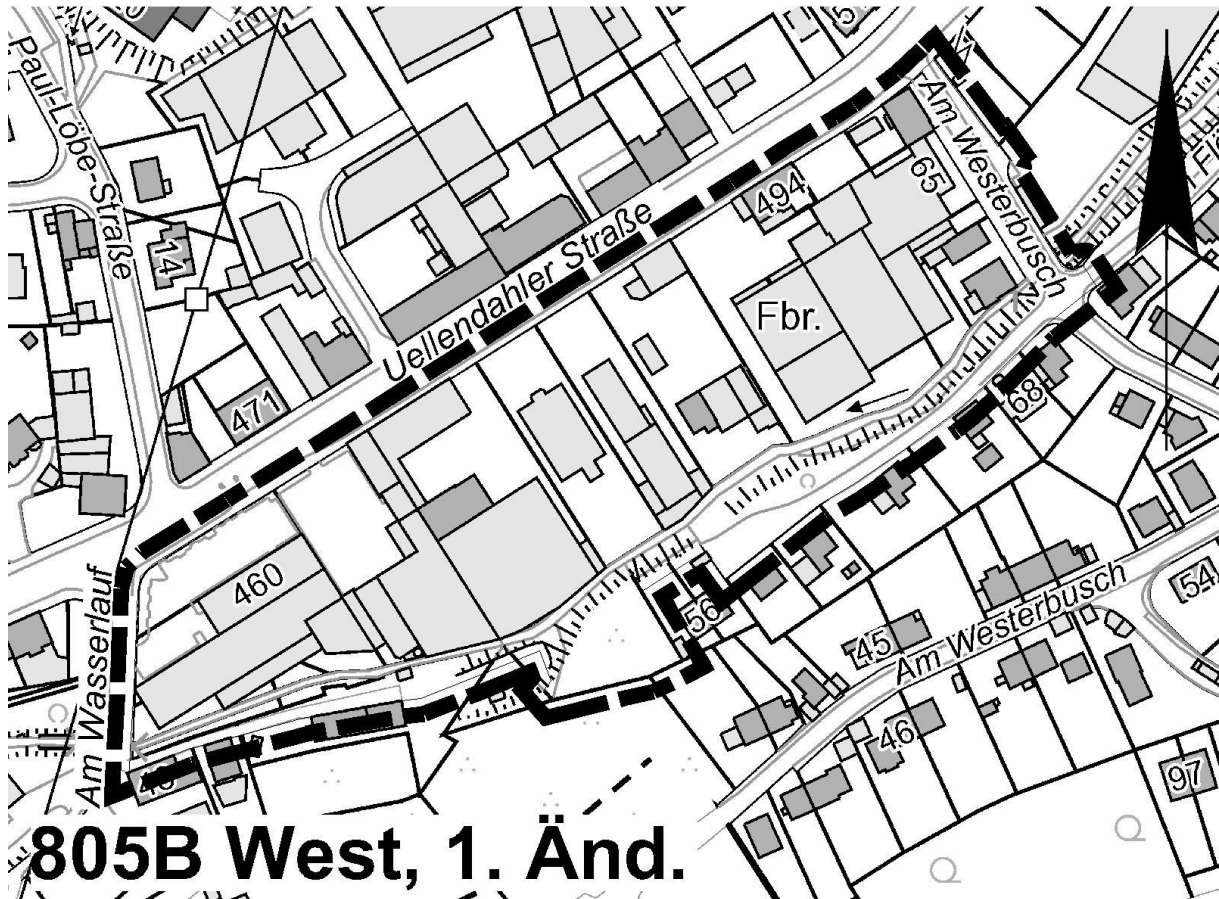 Paul-Löbe-Straße
14
471
Uellendahler Straße
494
65
Am Westerbusch
Fbr.
68
460
56
Am Wasserlauf
45
Am Westerbusch
54
46
97
805B West, 1. Änd.